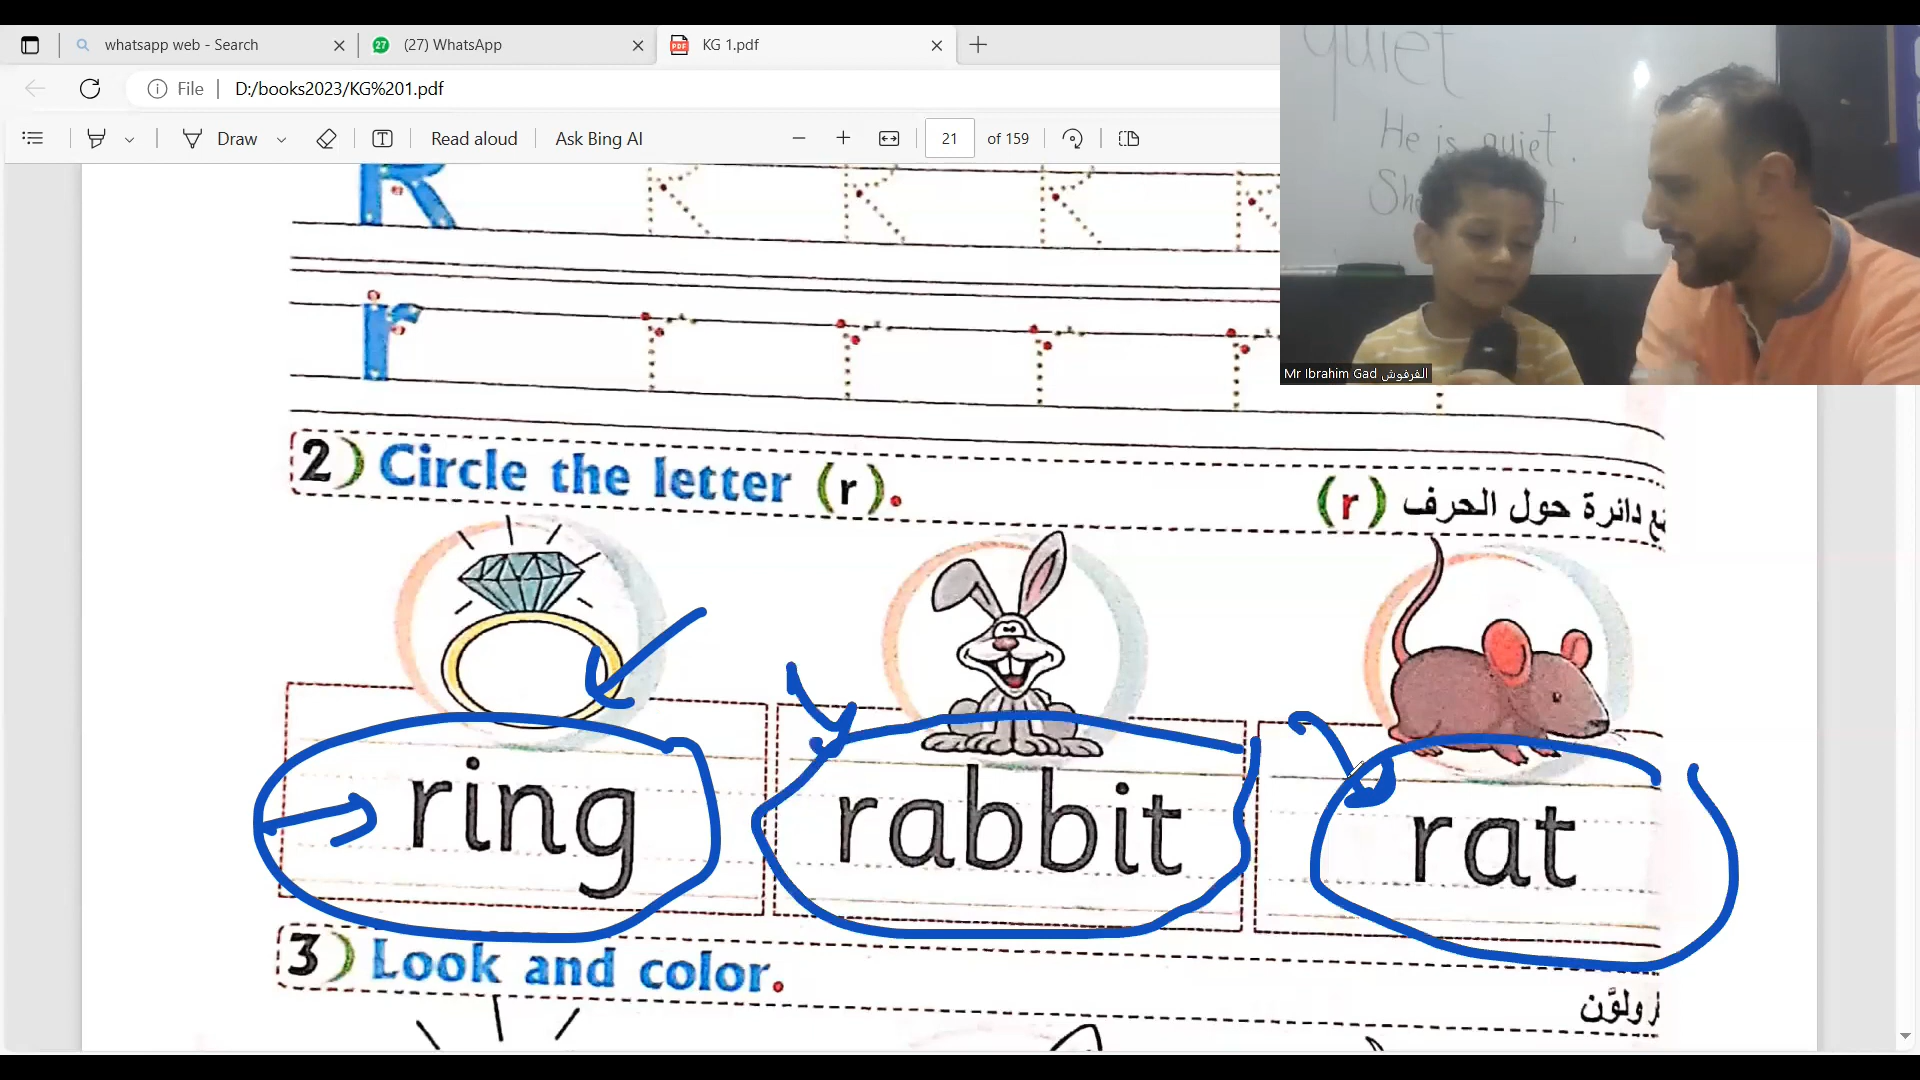 whatsapp web - Search
(27) WhatsApp
KG 1.pdf
File
D:/books2023/KG%201.pdf
Draw
Read aloud
Ask Bing AI
21 of 159
quiet
He is quiet.
Mr Ibrahim Gad الفرفوش
R R R R R
r r r r r
2) Circle the letter (r).
ضع دائرة حول الحرف (r)
ring
rabbit
rat
3) Look and color.
ولوَّن